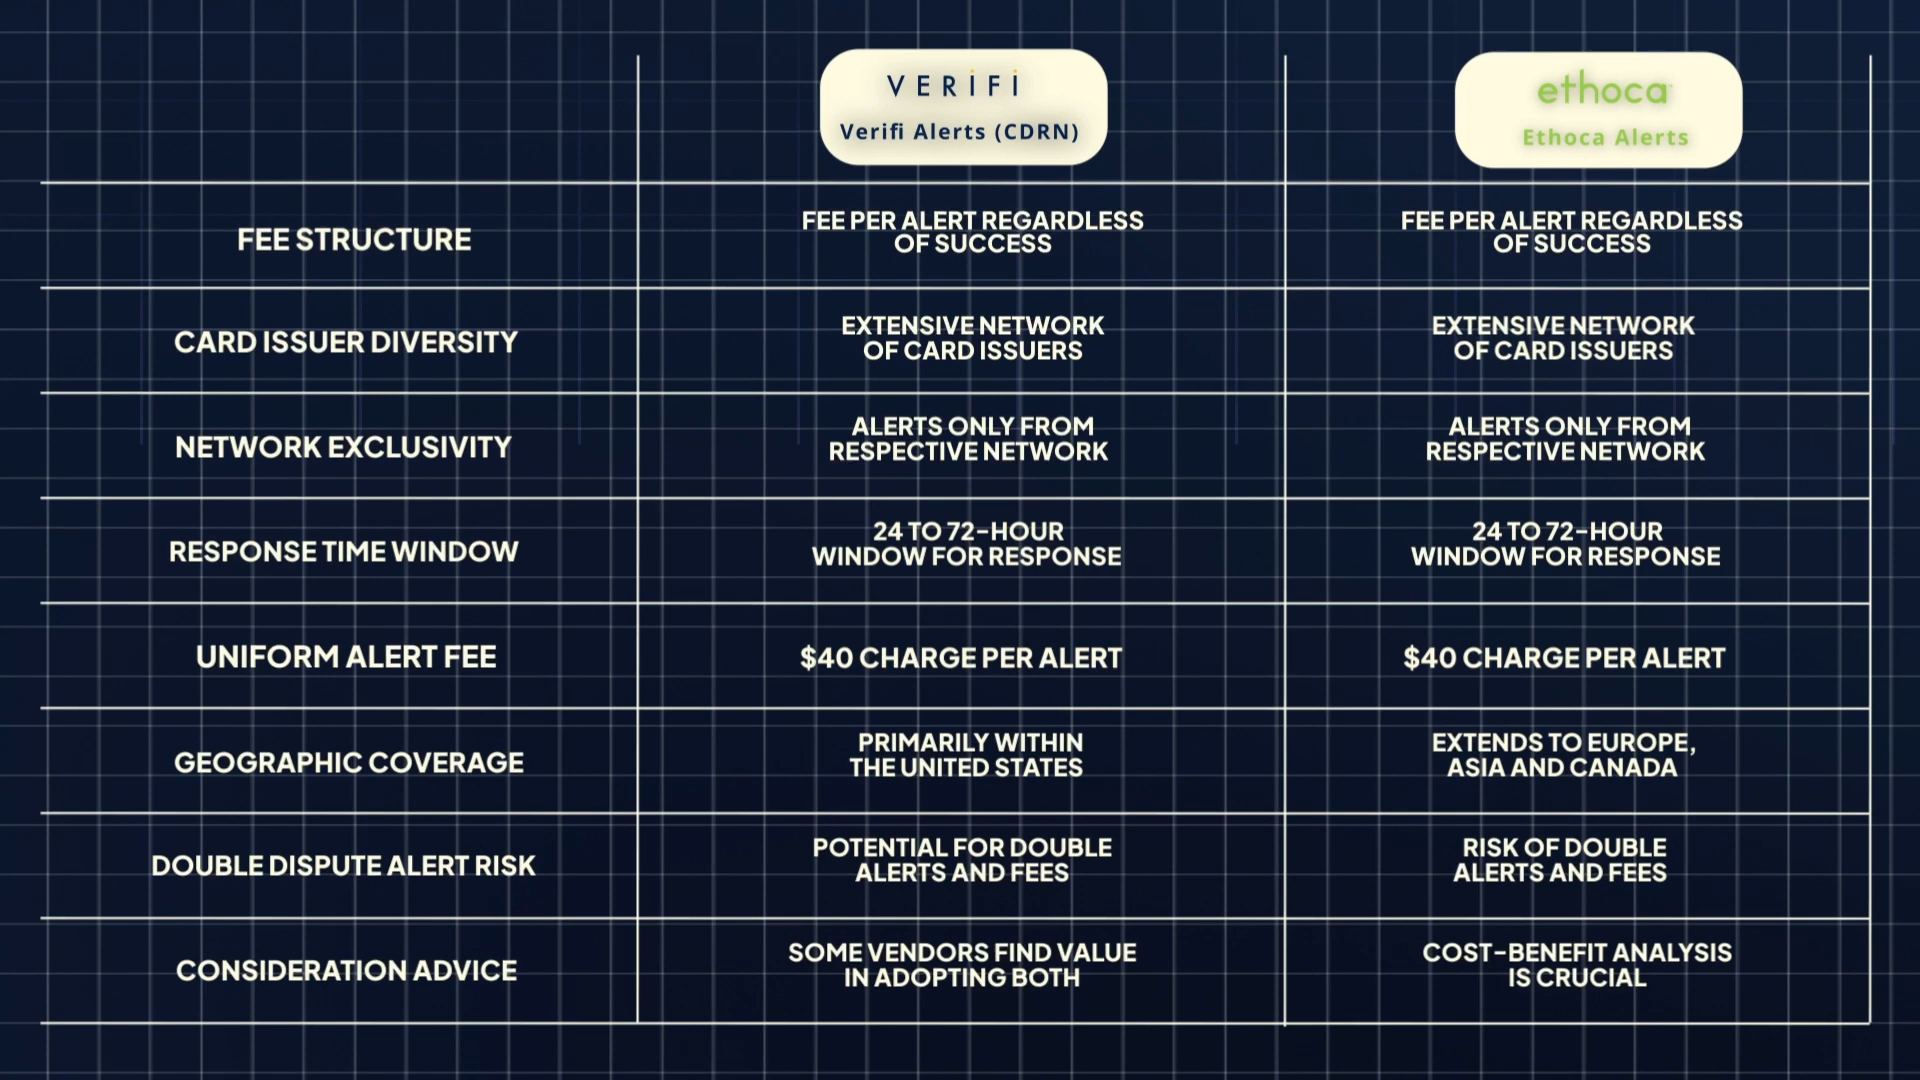 VERIFI
Verifi Alerts (CDRN)
ethoca
Ethoca Alerts
FEE STRUCTURE
FEE PER ALERT REGARDLESS
OF SUCCESS
FEE PER ALERT REGARDLESS
OF SUCCESS
CARD ISSUER DIVERSITY
EXTENSIVE NETWORK
OF CARD ISSUERS
EXTENSIVE NETWORK
OF CARD ISSUERS
NETWORK EXCLUSIVITY
ALERTS ONLY FROM
RESPECTIVE NETWORK
ALERTS ONLY FROM
RESPECTIVE NETWORK
RESPONSE TIME WINDOW
24 TO 72-HOUR
WINDOW FOR RESPONSE
24 TO 72-HOUR
WINDOW FOR RESPONSE
UNIFORM ALERT FEE
$40 CHARGE PER ALERT
$40 CHARGE PER ALERT
GEOGRAPHIC COVERAGE
PRIMARILY WITHIN
THE UNITED STATES
EXTENDS TO EUROPE,
ASIA AND CANADA
DOUBLE DISPUTE ALERT RISK
POTENTIAL FOR DOUBLE
ALERTS AND FEES
RISK OF DOUBLE
ALERTS AND FEES
CONSIDERATION ADVICE
SOME VENDORS FIND VALUE
IN ADOPTING BOTH
COST-BENEFIT ANALYSIS
IS CRUCIAL